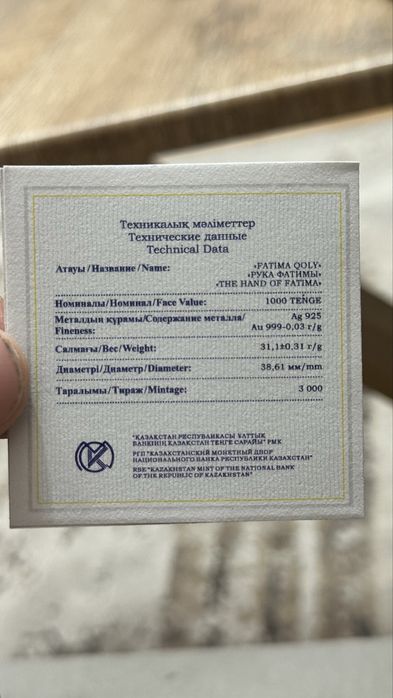 Техникалық мәліметтер
Технические данные
Technical Data
Атауы/Название/Name: «FATIMA QOLY»
«РУКА ФАТИМЫ»
«THE HAND OF FATIMA»
Номиналы/Номинал/Face Value: 1000 TENGE
Металдың құрамы/Содержание металла/ Ag 925
Fineness: Au 999-0,03 г/g
Салмағы/Вес/Weight: 31,1±0,31 г/g
Диаметрі/Диаметр/Diameter: 38,61 мм/mm
Таралымы/Тираж/Mintage: 3 000
"ҚАЗАҚСТАН РЕСПУБЛИКАСЫ ҰЛТТЫҚ
БАНКІНІҢ ҚАЗАҚСТАН ТЕҢГЕ САРАЙЫ" РМК
РГП "КАЗАХСТАНСКИЙ МОНЕТНЫЙ ДВОР
НАЦИОНАЛЬНОГО БАНКА РЕСПУБЛИКИ КАЗАХСТАН"
RSE "KAZAKHSTAN MINT OF THE NATIONAL BANK
OF THE REPUBLIC OF KAZAKHSTAN"